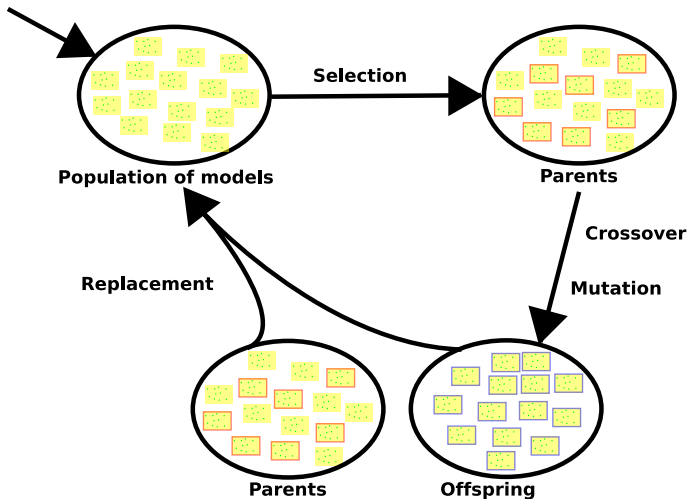 Selection
Population of models
Parents
Crossover
Mutation
Replacement
Parents
Offspring